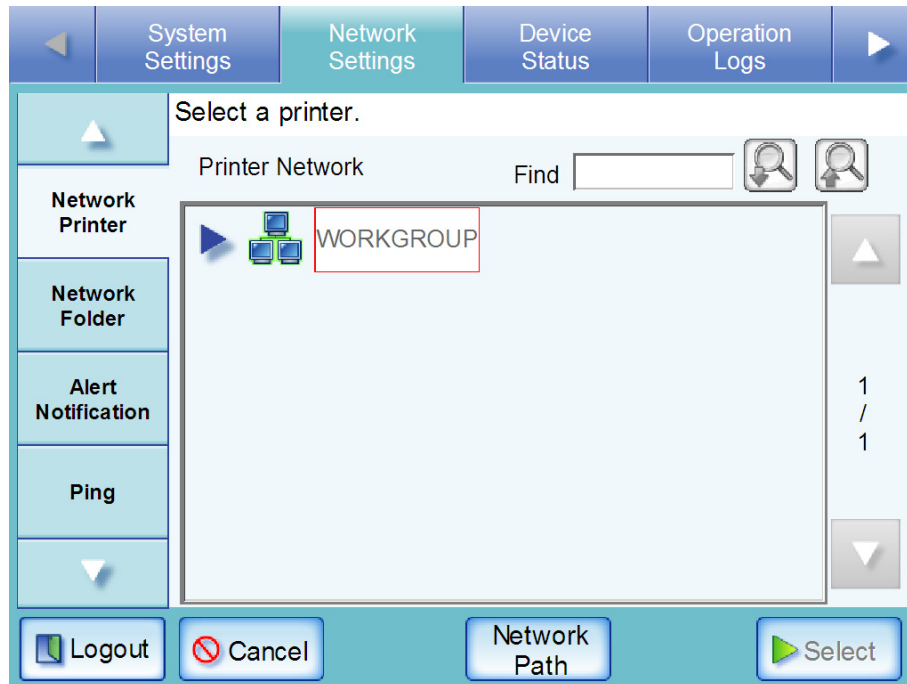 System
Settings
Network
Settings
Device
Status
Operation
Logs
Select a printer.
Printer Network
Find
Network
Printer
WORKGROUP
Network
Folder
Alert
Notification
1
/
1
Ping
Logout
Cancel
Network
Path
Select